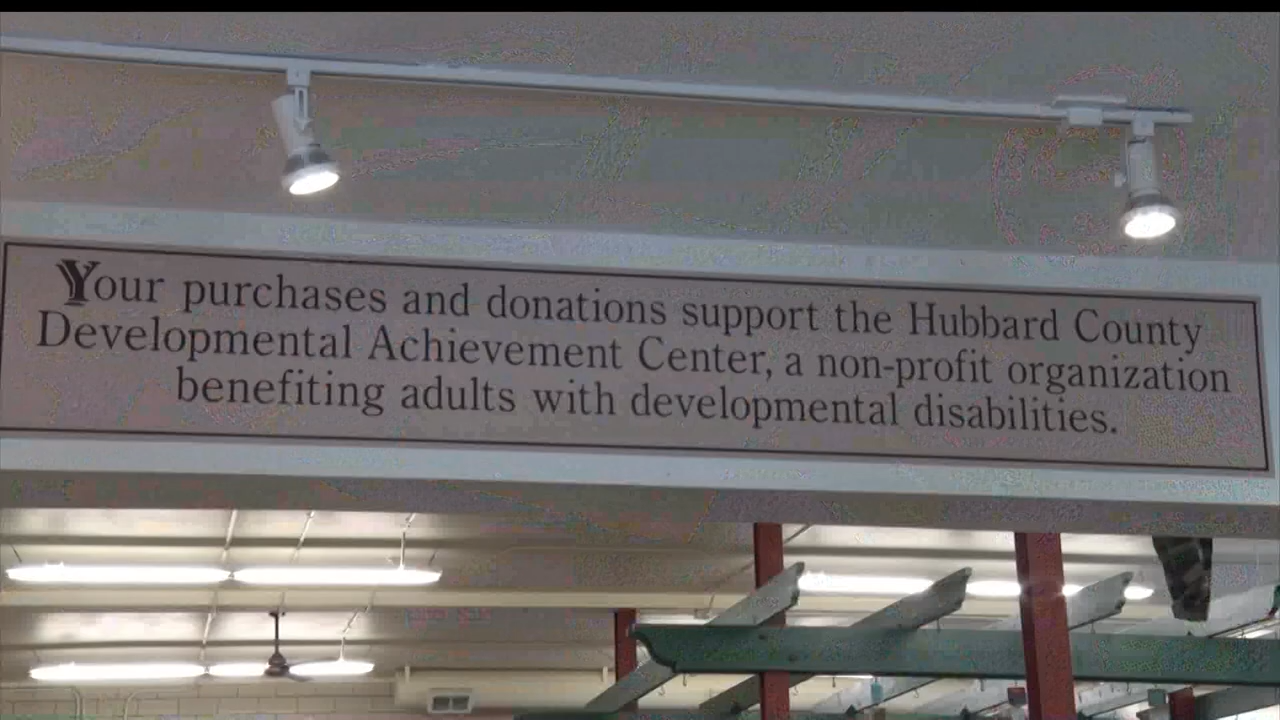 Your purchases and donations support the Hubbard County
Developmental Achievement Center, a non-profit organization
benefiting adults with developmental disabilities.